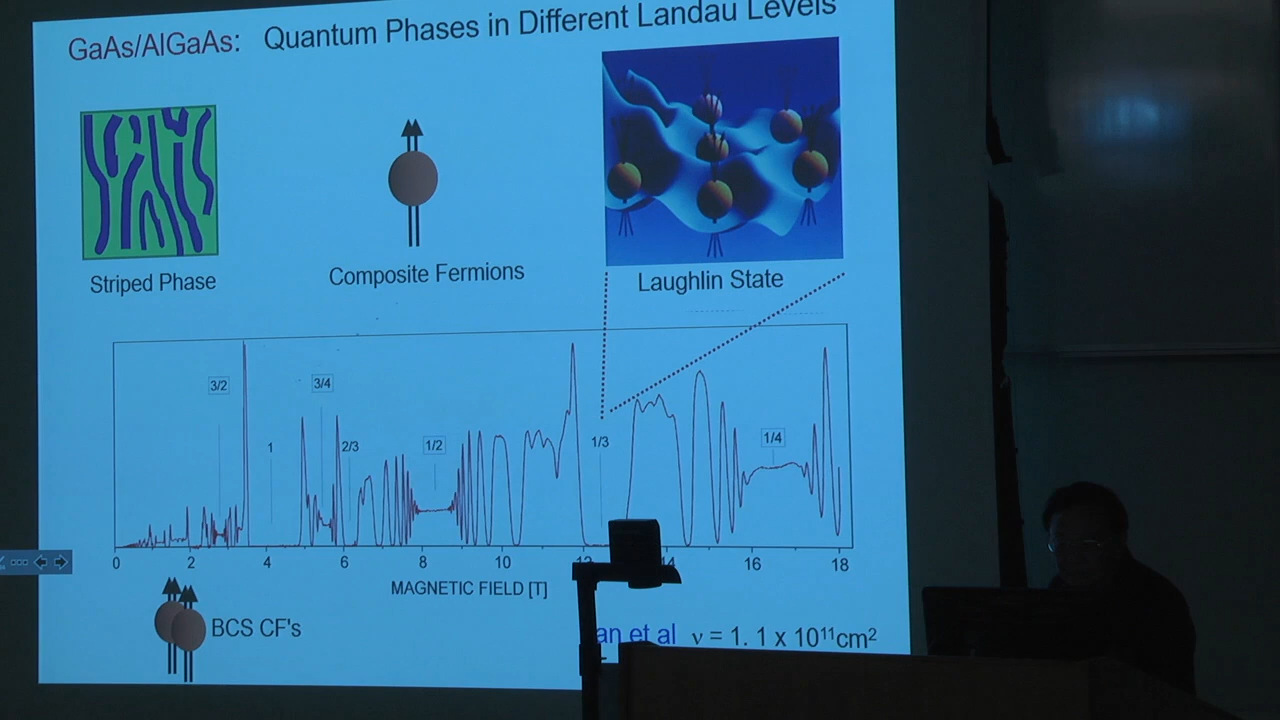 GaAs/AlGaAs: Quantum Phases in Different Landau Levels
Striped Phase
Composite Fermions
Laughlin State
3/2
1
3/4
2/3
1/2
1/3
1/4
0 2 4 6 8 10 16 18
MAGNETIC FIELD [T]
BCS CF's
an et al ν = 1. 1 x 10¹¹cm²